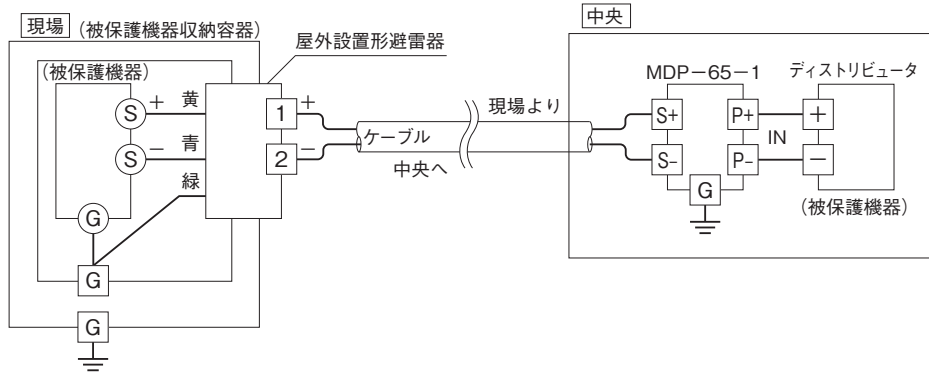 現場 (被保護機器収納容器)
屋外設置形避雷器
(被保護機器)
S + 黄
S − 青
緑
G
G
G
1 +
2 −
ケーブル
現場より
中央へ
中央
MDP−65−1 ディストリビュータ
S+ P+ +
IN
S− P− −
G
(被保護機器)